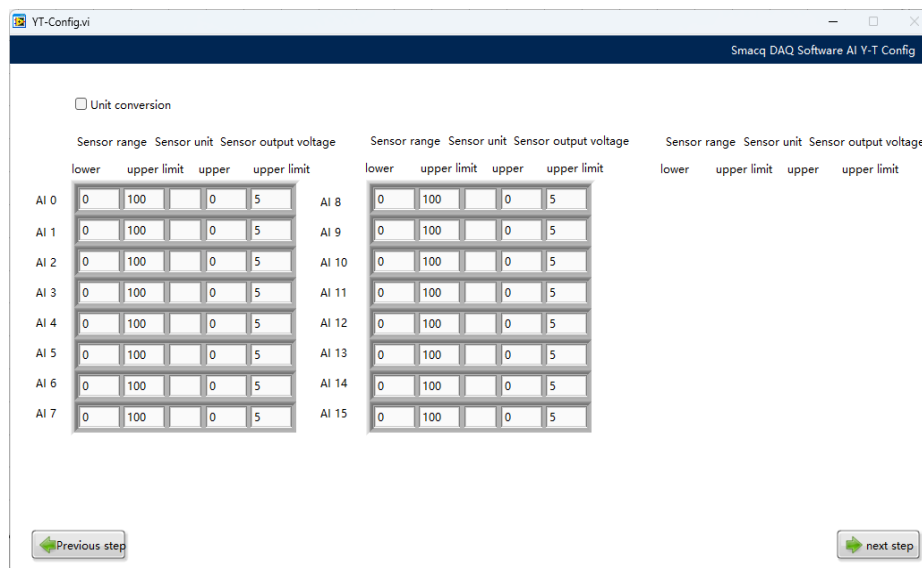 YT-Config.vi
Smacq DAQ Software AI Y-T Config
Unit conversion
Sensor range Sensor unit Sensor output voltage Sensor range Sensor unit Sensor output voltage Sensor range Sensor unit Sensor output voltage
lower upper limit upper upper limit lower upper limit upper upper limit lower upper limit upper upper limit
AI 0 0 100 0 5 AI 8 0 100 0 5
AI 1 0 100 0 5 AI 9 0 100 0 5
AI 2 0 100 0 5 AI 10 0 100 0 5
AI 3 0 100 0 5 AI 11 0 100 0 5
AI 4 0 100 0 5 AI 12 0 100 0 5
AI 5 0 100 0 5 AI 13 0 100 0 5
AI 6 0 100 0 5 AI 14 0 100 0 5
AI 7 0 100 0 5 AI 15 0 100 0 5
Previous step next step